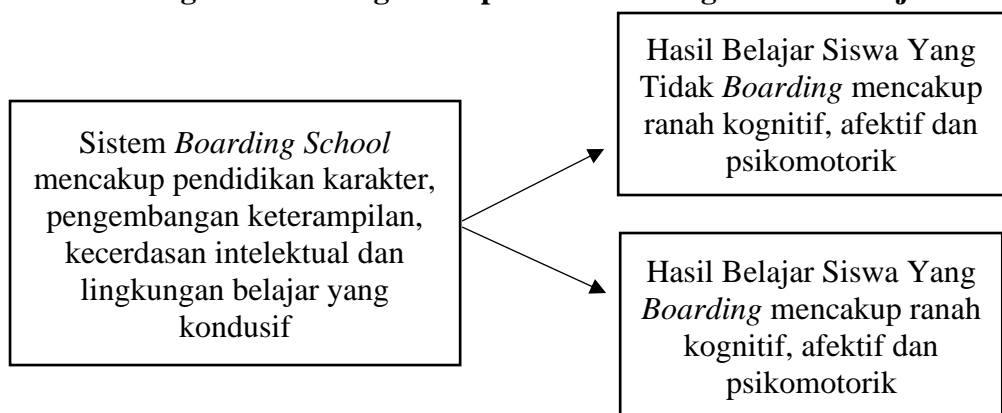 Sistem Boarding School
mencakup pendidikan karakter,
pengembangan keterampilan,
kecerdasan intelektual dan
lingkungan belajar yang
kondusif
Hasil Belajar Siswa Yang
Tidak Boarding mencakup
ranah kognitif, afektif dan
psikomotorik
Hasil Belajar Siswa Yang
Boarding mencakup ranah
kognitif, afektif dan
psikomotorik